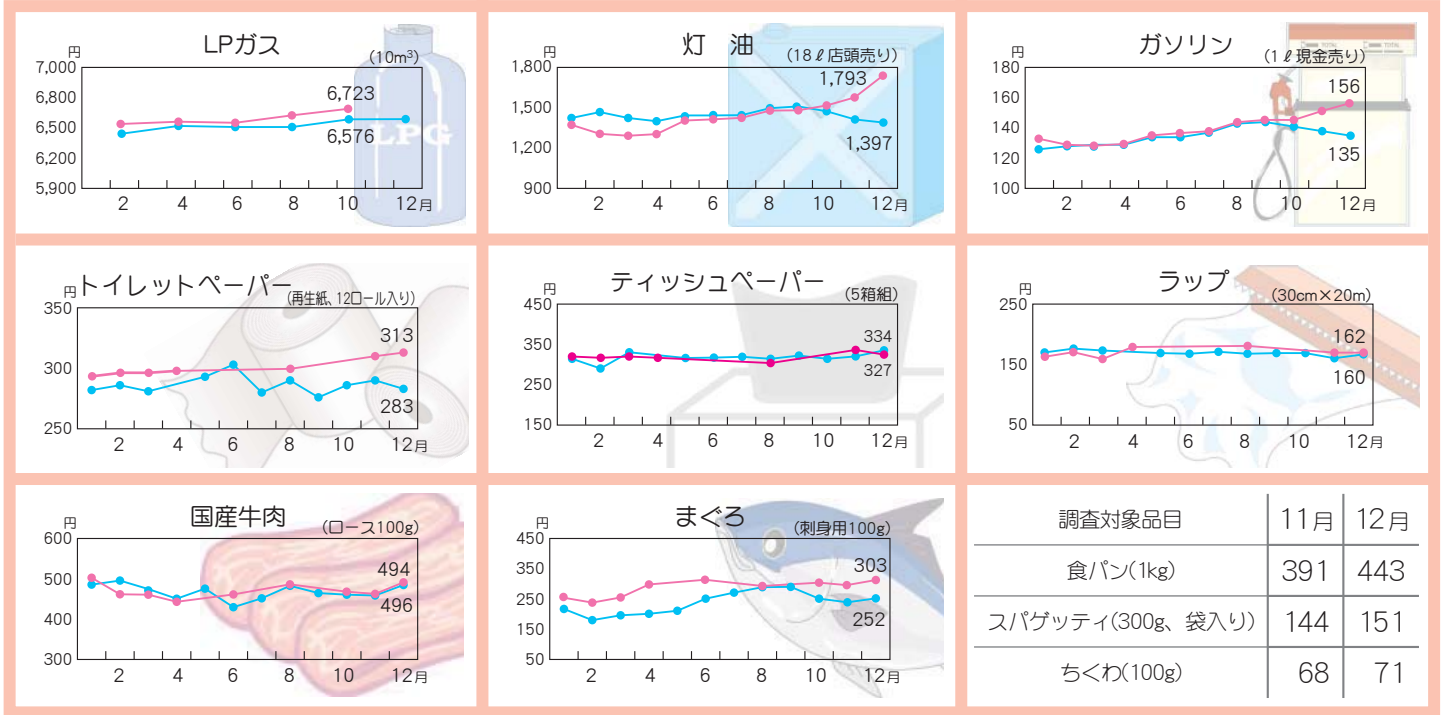 LPガス
円
(10m³)
7,000
6,800
6,500
6,200
5,900
6,723
6,576
LPG
2 4 6 8 10 12月
灯 油
円
(18ℓ店頭売り)
1,800
1,500
1,200
900
1,793
1,397
2 4 6 8 10 12月
ガソリン
円
(1ℓ現金売り)
180
160
140
120
100
156
135
TOTAL TOTAL
2 4 6 8 10 12月
トイレットペーパー
円
(再生紙、12ロール入り)
350
300
250
313
283
2 4 6 8 10 12月
ティッシュペーパー
円
(5箱組)
450
350
250
150
334
327
2 4 6 8 10 12月
ラップ
円
(30cm×20m)
250
150
50
162
160
2 4 6 8 10 12月
国産牛肉
円
(ロース100g)
600
500
400
300
494
496
2 4 6 8 10 12月
まぐろ
円
(刺身用100g)
450
350
250
150
50
303
252
2 4 6 8 10 12月
調査対象品目 11月 12月
食パン(1kg) 391 443
スパゲッティ(300g、袋入り) 144 151
ちくわ(100g) 68 71